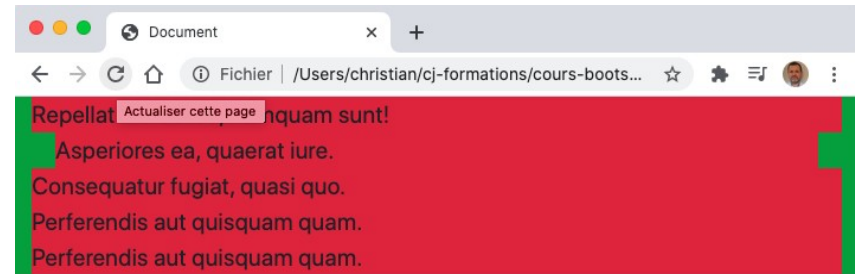 Document
Fichier | /Users/christian/cj-formations/cours-boots...
Actualiser cette page
Repellat nquam sunt!
Asperiores ea, quaerat iure.
Consequatur fugiat, quasi quo.
Perferendis aut quisquam quam.
Perferendis aut quisquam quam.